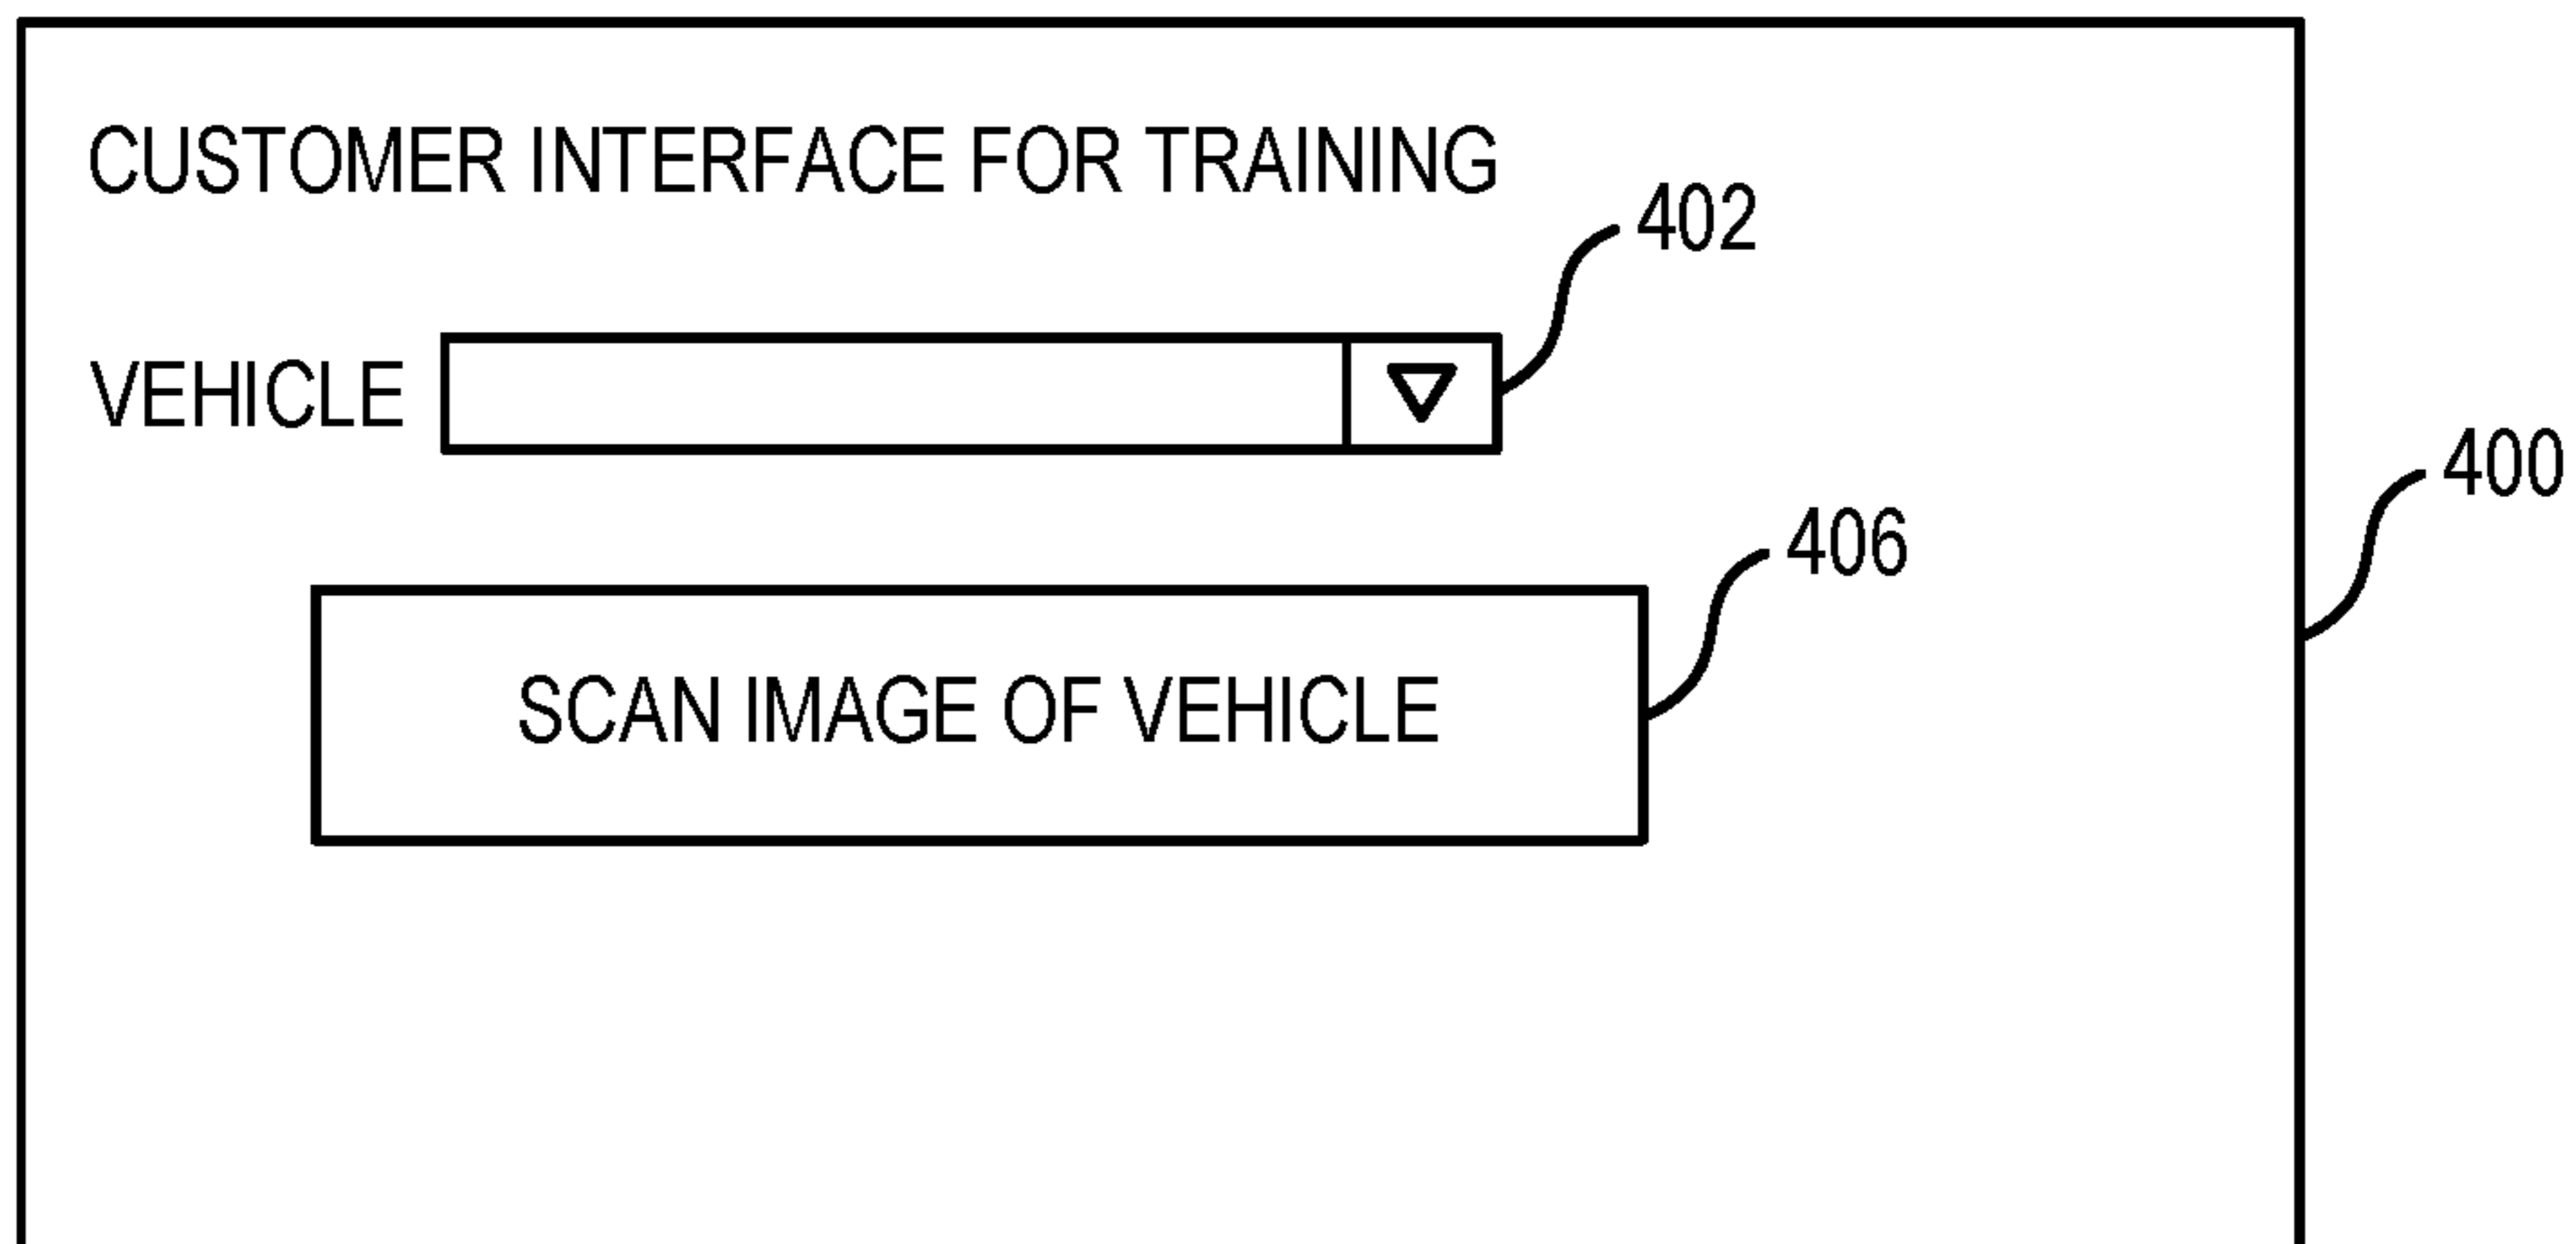 CUSTOMER INTERFACE FOR TRAINING
402
VEHICLE
400
406
SCAN IMAGE OF VEHICLE